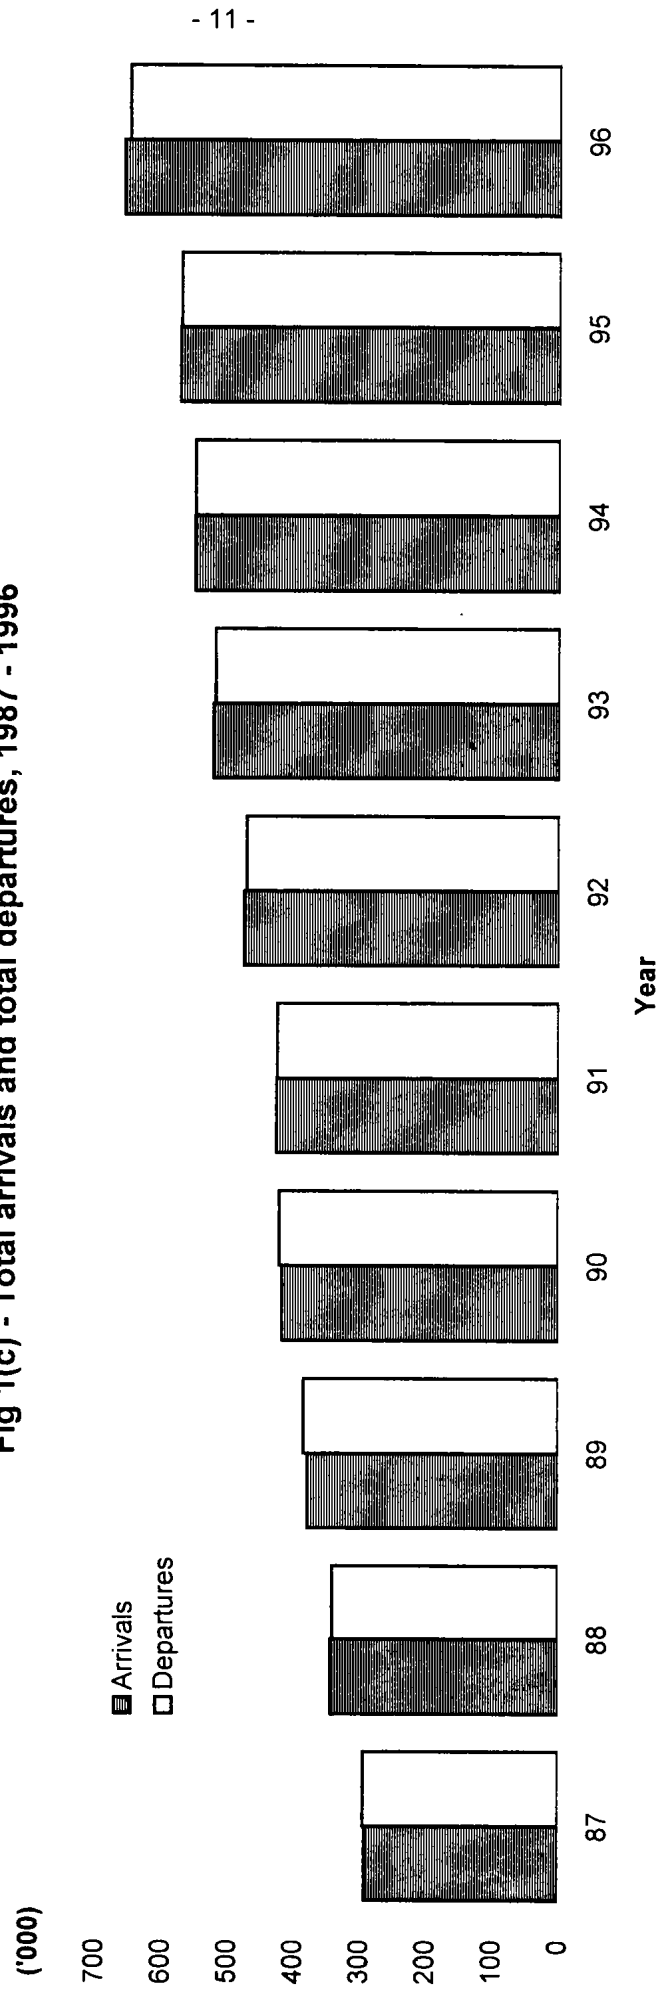 - 11 -
Fig 1(c) - Total arrivals and total departures, 1987 - 1996
('000)
Arrivals
Departures
700
600
500
400
300
200
100
0
87 88 89 90 91 92 93 94 95 96
Year